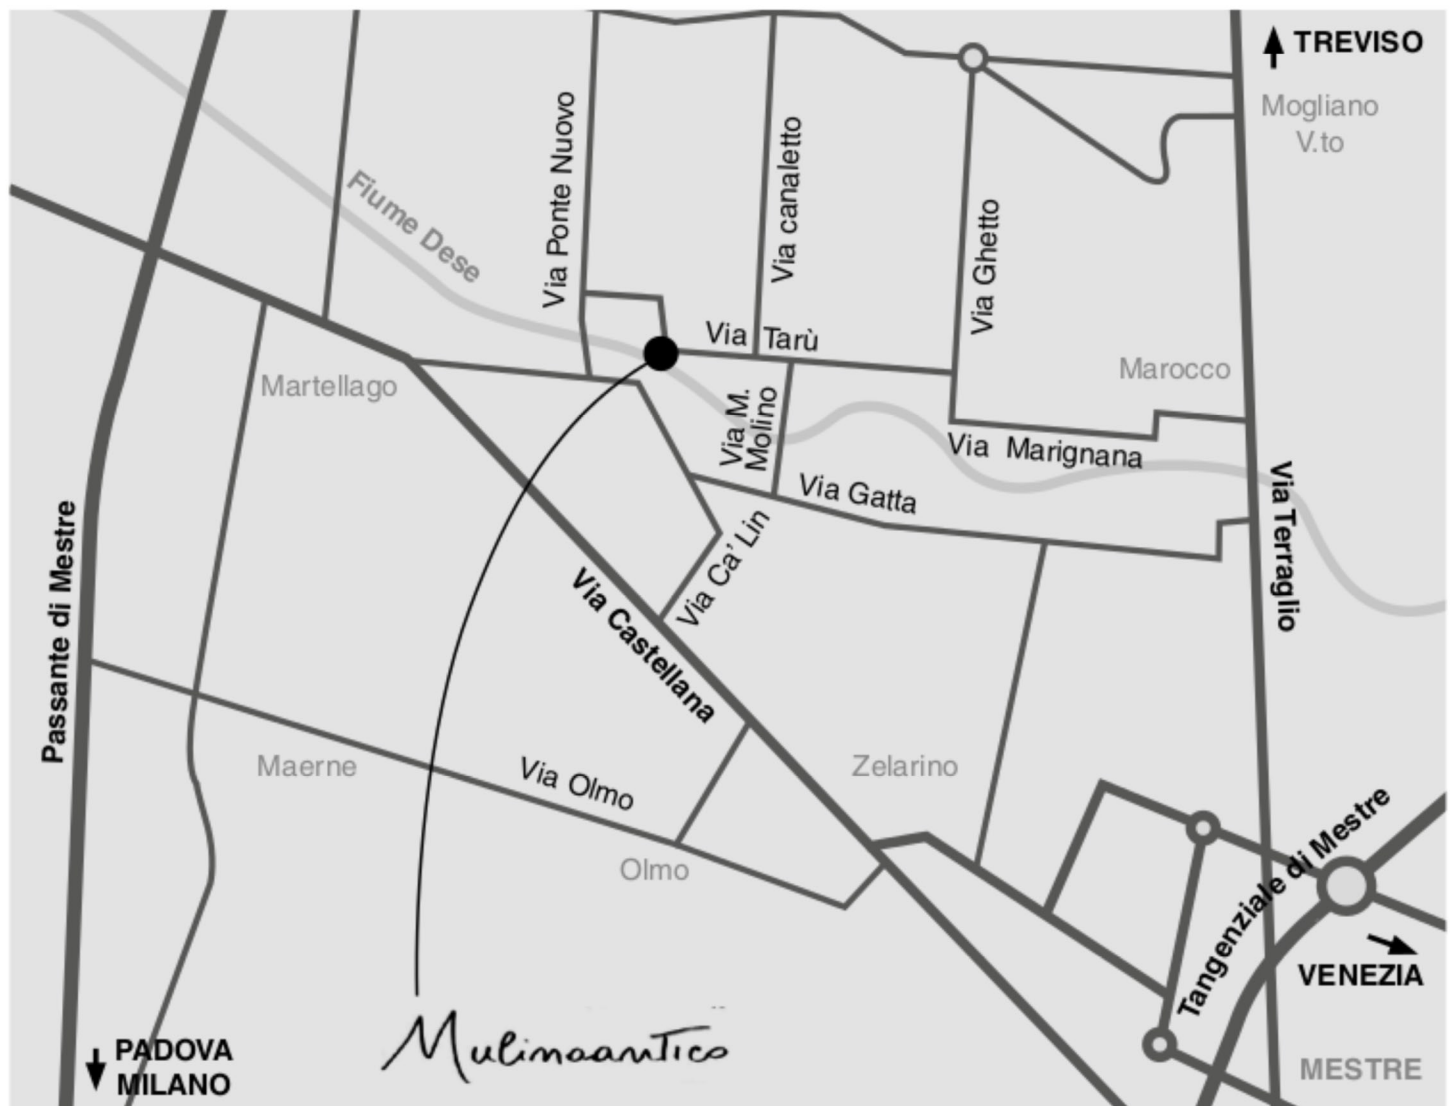 TREVISO
Mogliano
V.to
Via Ponte Nuovo
Via canaletto
Fiume Dese
Via Ghetto
Via Tarù
Marocco
Martellago
Via M.
Molino
Via Marignana
Via Gatta
Via Terraglio
Via Ca' Lin
Passante di Mestre
Via Castellana
Maerne
Via Olmo
Zelarino
Olmo
Tangenziale di Mestre
VENEZIA
Mulinoantico
PADOVA
MILANO
MESTRE